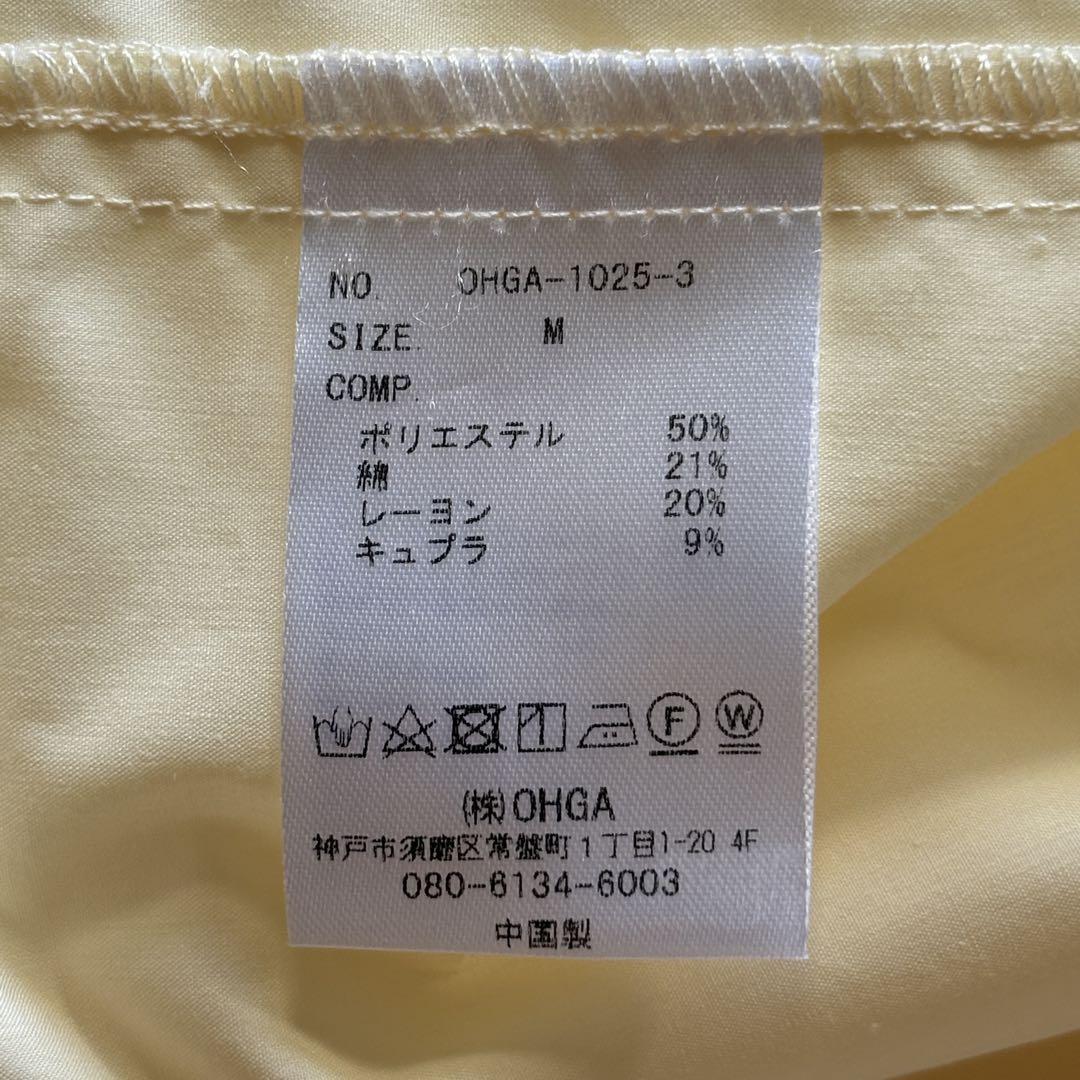 NO. OHGA-1025-3
SIZE. M
COMP.
ポリエステル 50%
綿 21%
レーヨン 20%
キュプラ 9%
F W
(株)OHGA
神戸市須磨区常盤町1丁目1-20 4F
080-6134-6003
中国製